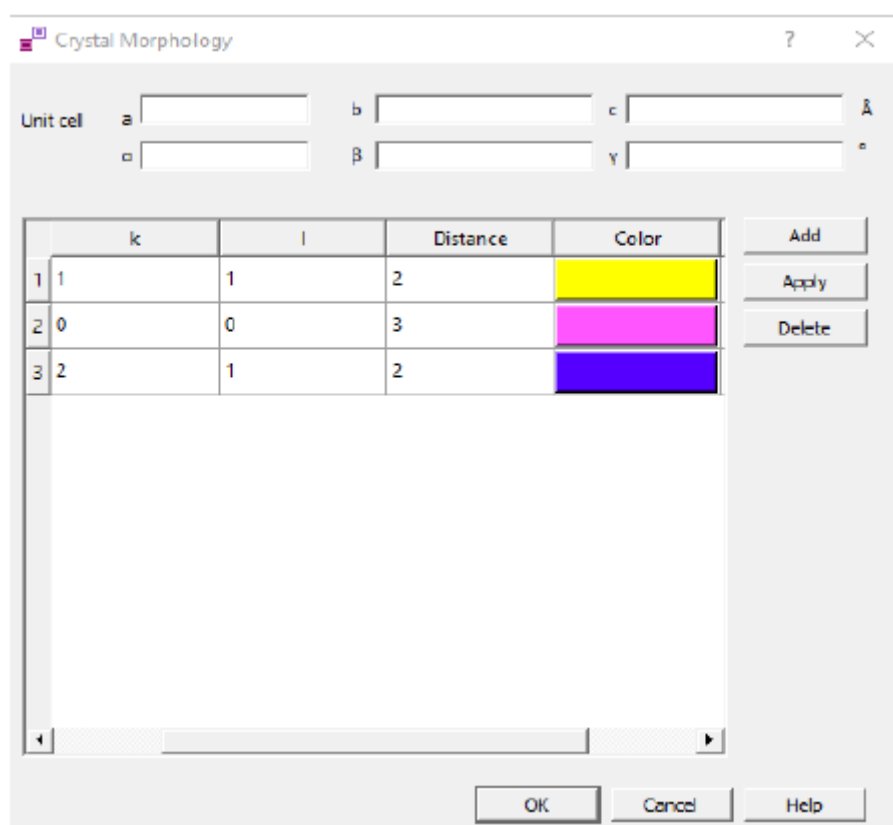 Crystal Morphology ?
Unit cell a b c Å
α β γ °
k l Distance Color Add
1 1 1 2 Apply
2 0 0 3 Delete
3 2 1 2
OK Cancel Help